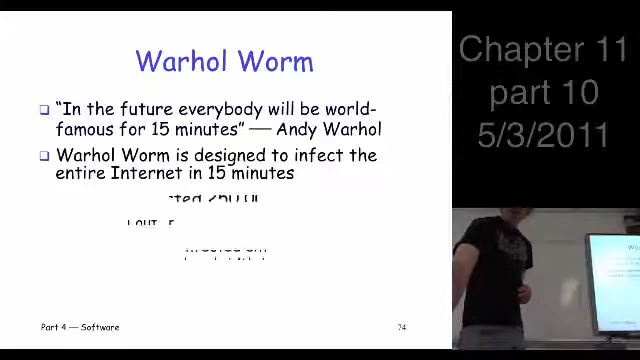 Warhol Worm
Chapter 11
part 10
5/3/2011
❑ “In the future everybody will be world-
famous for 15 minutes” — Andy Warhol
❑ Warhol Worm is designed to infect the
entire Internet in 15 minutes
Part 4 — Software
74